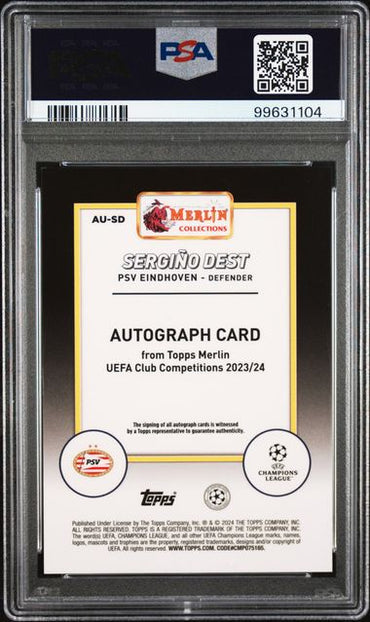 PSA
99631104
AU-SD
MERLIN
COLLECTIONS
SERGIÑO DEST
PSV EINDHOVEN - DEFENDER
AUTOGRAPH CARD
from Topps Merlin
UEFA Club Competitions 2023/24
The signing of all autograph cards is witnessed
by a Topps representative to guarantee authenticity.
PSV
UEFA
CHAMPIONS
LEAGUE
Topps
Published Under License by The Topps Company, Inc. ® & © 2024 THE TOPPS COMPANY, INC.
ALL RIGHTS RESERVED. TOPPS IS A REGISTERED TRADEMARK OF THE TOPPS COMPANY, INC.
The word(s) UEFA, CHAMPIONS LEAGUE, and all other UEFA Champions League marks, names,
logos, mascots and trophies are the property, registered trademarks, designs and/or copyright of
UEFA. All rights reserved. WWW.TOPPS.COM. CODE#CMP075165.